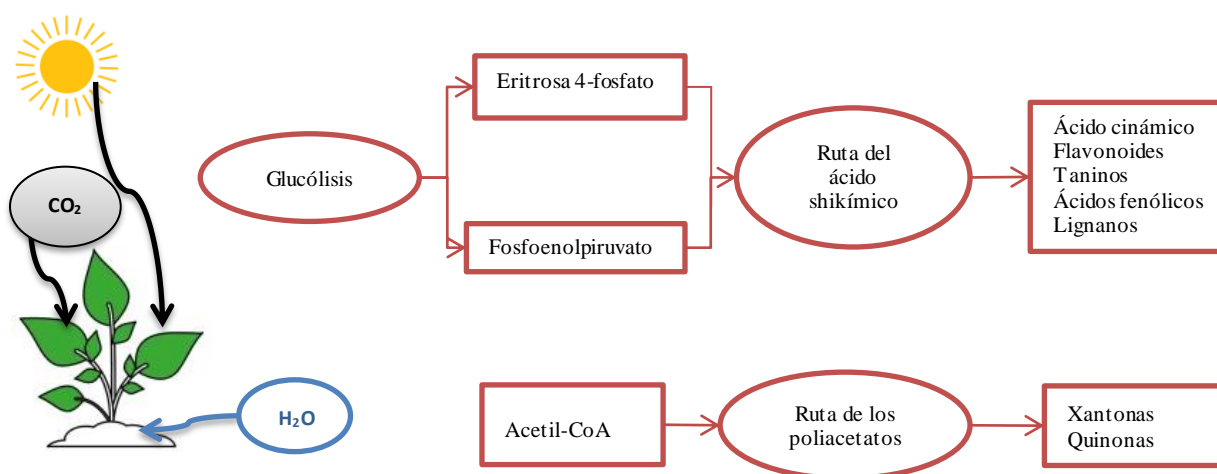 Eritrosa 4-fosfato
Glucólisis
Fosfoenolpiruvato
Ruta del
ácido
shikímico
Ácido cinámico
Flavonoides
Taninos
Ácidos fenólicos
Lignanos
CO₂
H₂O
Acetil-CoA
Ruta de los
poliacetatos
Xantonas
Quinonas